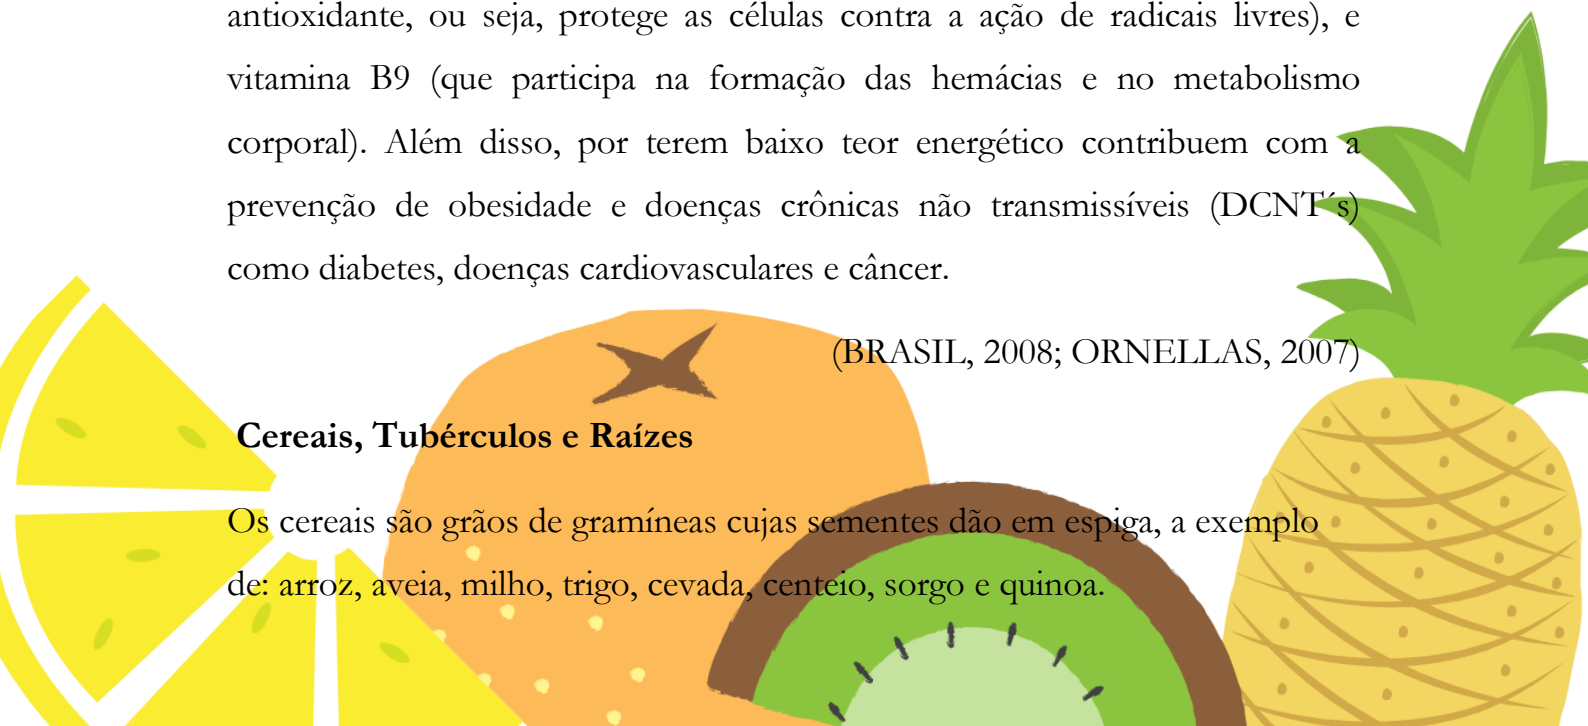 antioxidante, ou seja, protege as células contra a ação de radicais livres), e
vitamina B9 (que participa na formação das hemácias e no metabolismo
corporal). Além disso, por terem baixo teor energético contribuem com a
prevenção de obesidade e doenças crônicas não transmissíveis (DCNT´s)
como diabetes, doenças cardiovasculares e câncer.
(BRASIL, 2008; ORNELLAS, 2007)
Cereais, Tubérculos e Raízes
Os cereais são grãos de gramíneas cujas sementes dão em espiga, a exemplo
de: arroz, aveia, milho, trigo, cevada, centeio, sorgo e quinoa.